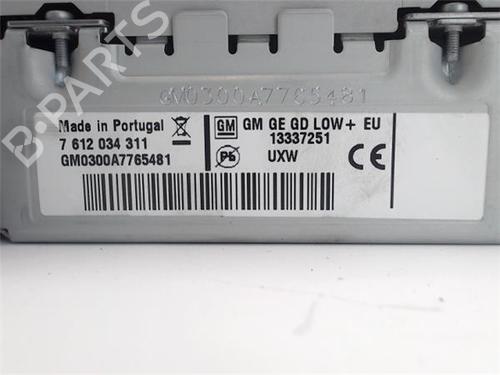 B-PARTS
GM0300A7765481
Made in Portugal
7 612 034 311
GM0300A7765481
GM
GM GE GD LOW+ EU
13337251
Pb
UXW
CE